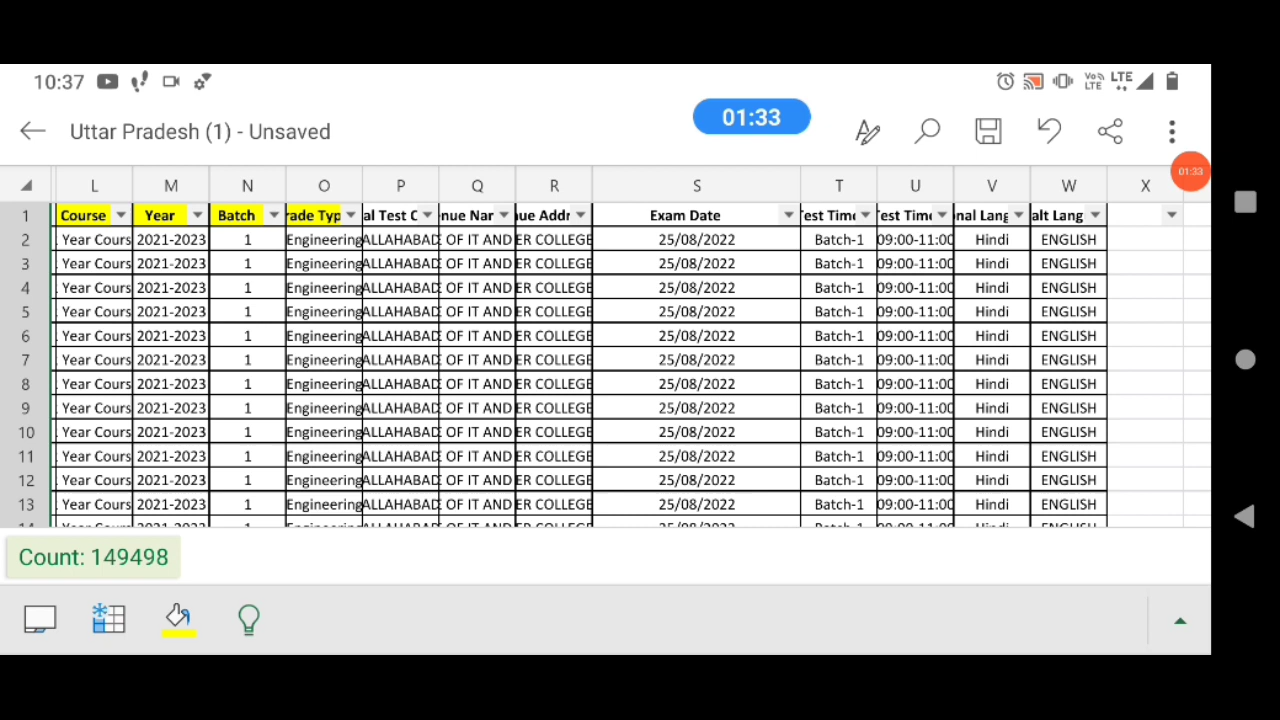 10:37 VoLTE LTE
Uttar Pradesh (1) - Unsaved 01:33
01:33
L M N O P Q R S T U V W X
1 Course Year Batch rade Typ al Test C nue Nar ue Addr Exam Date Test Time Test Time nal Lang alt Lang
2 Year Cours 2021-2023 1 Engineering ALLAHABAD OF IT AND ER COLLEGE 25/08/2022 Batch-1 09:00-11:00 Hindi ENGLISH
3 Year Cours 2021-2023 1 Engineering ALLAHABAD OF IT AND ER COLLEGE 25/08/2022 Batch-1 09:00-11:00 Hindi ENGLISH
4 Year Cours 2021-2023 1 Engineering ALLAHABAD OF IT AND ER COLLEGE 25/08/2022 Batch-1 09:00-11:00 Hindi ENGLISH
5 Year Cours 2021-2023 1 Engineering ALLAHABAD OF IT AND ER COLLEGE 25/08/2022 Batch-1 09:00-11:00 Hindi ENGLISH
6 Year Cours 2021-2023 1 Engineering ALLAHABAD OF IT AND ER COLLEGE 25/08/2022 Batch-1 09:00-11:00 Hindi ENGLISH
7 Year Cours 2021-2023 1 Engineering ALLAHABAD OF IT AND ER COLLEGE 25/08/2022 Batch-1 09:00-11:00 Hindi ENGLISH
8 Year Cours 2021-2023 1 Engineering ALLAHABAD OF IT AND ER COLLEGE 25/08/2022 Batch-1 09:00-11:00 Hindi ENGLISH
9 Year Cours 2021-2023 1 Engineering ALLAHABAD OF IT AND ER COLLEGE 25/08/2022 Batch-1 09:00-11:00 Hindi ENGLISH
10 Year Cours 2021-2023 1 Engineering ALLAHABAD OF IT AND ER COLLEGE 25/08/2022 Batch-1 09:00-11:00 Hindi ENGLISH
11 Year Cours 2021-2023 1 Engineering ALLAHABAD OF IT AND ER COLLEGE 25/08/2022 Batch-1 09:00-11:00 Hindi ENGLISH
12 Year Cours 2021-2023 1 Engineering ALLAHABAD OF IT AND ER COLLEGE 25/08/2022 Batch-1 09:00-11:00 Hindi ENGLISH
13 Year Cours 2021-2023 1 Engineering ALLAHABAD OF IT AND ER COLLEGE 25/08/2022 Batch-1 09:00-11:00 Hindi ENGLISH
Count: 149498